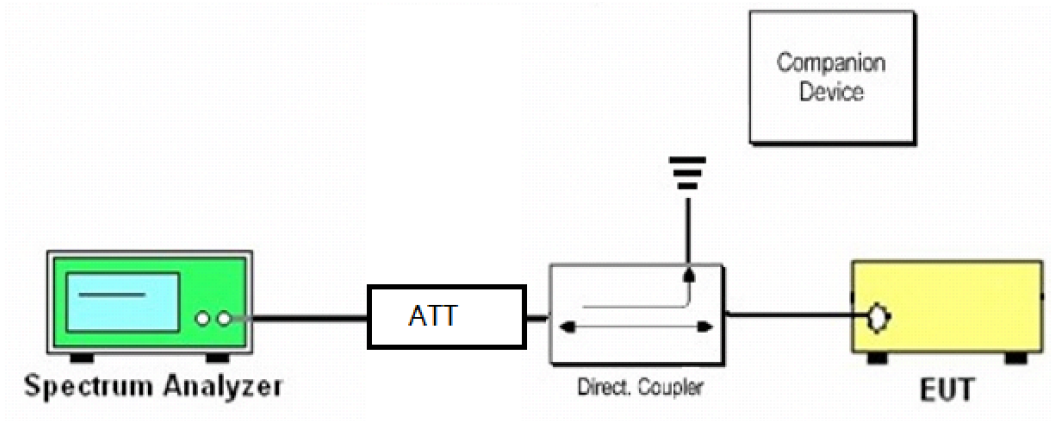 Companion
Device
ATT
Spectrum Analyzer
Direct. Coupler
EUT